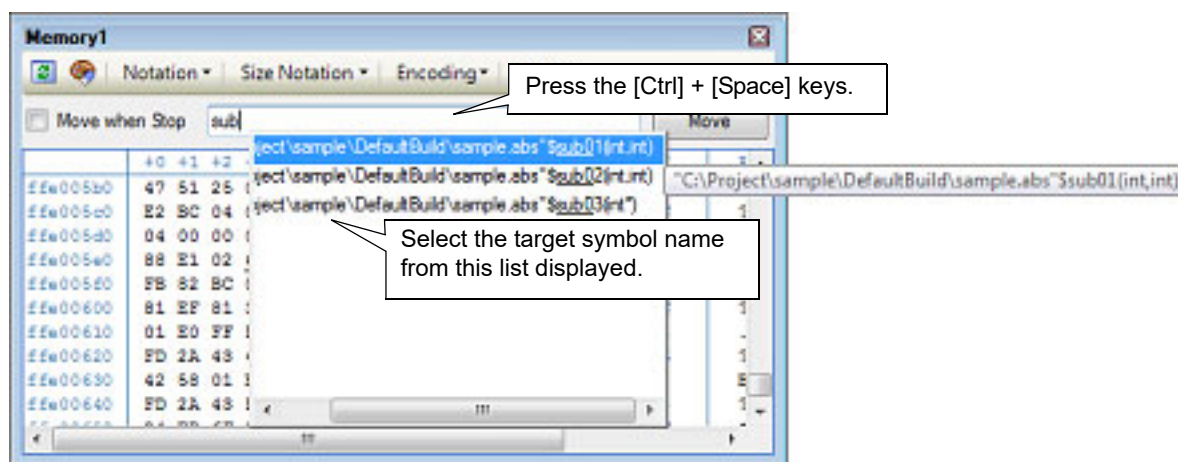 Memory1
Notation Size Notation Encoding
Press the [Ctrl] + [Space] keys.
Move when Stop sub Move
ject\sample\DefaultBuild\sample.abs"$sub01(int,int)
+0 +1 +2
ject\sample\DefaultBuild\sample.abs"$sub02(int,int)
"C:\Project\sample\DefaultBuild\sample.abs"$sub01(int,int)
ffe005b0 47 51 25
ffe005c0 E2 BC 04
ject\sample\DefaultBuild\sample.abs"$sub03(int*)
ffe005d0 04 00 00
Select the target symbol name
from this list displayed.
ffe005e0 88 E1 02
ffe005f0 FB 82 BC
ffe00600 81 EF 81
ffe00610 01 E0 FF
ffe00620 FD 2A 43
ffe00630 42 58 01
ffe00640 FD 2A 43